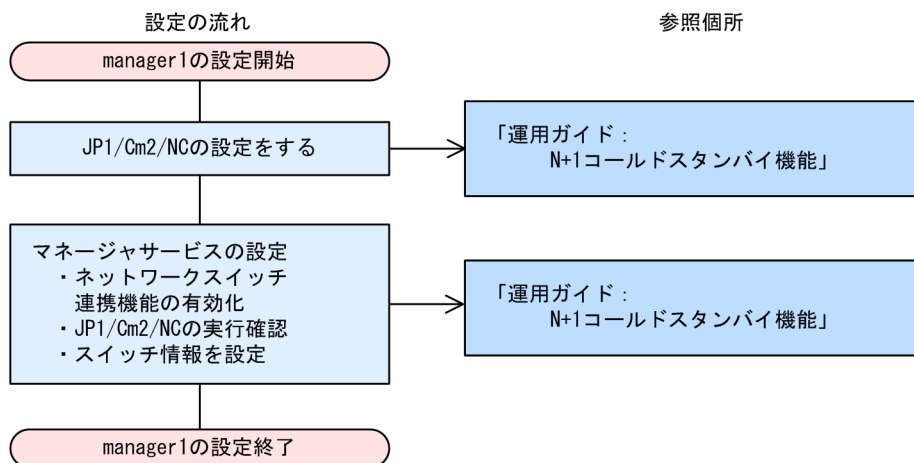 設定の流れ
参照個所
manager1の設定開始
JP1/Cm2/NCの設定をする
「運用ガイド：
N+1コールドスタンバイ機能」
マネージャサービスの設定
・ネットワークスイッチ
連携機能の有効化
・JP1/Cm2/NCの実行確認
・スイッチ情報を設定
「運用ガイド：
N+1コールドスタンバイ機能」
manager1の設定終了